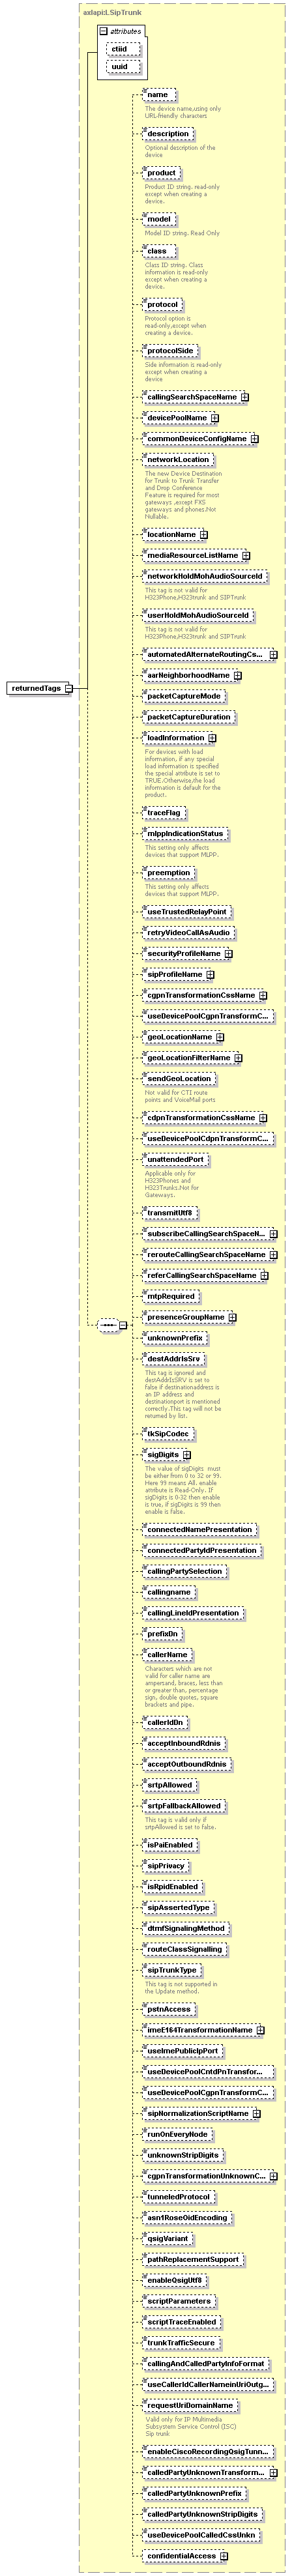 axlapi:LSipTrunk
attributes
ctiid
uuid
name
The device name,using only
URL-friendly characters
description
Optional description of the
device
product
Product ID string. read-only
except when creating a
device.
model
Model ID string. Read Only
class
Class ID string. Class
information is read-only
except when creating a
device.
protocol
Protocol option is
read-only,except when
creating a device.
protocolSide
Side information is read-only
except when creating a
device
callingSearchSpaceName
devicePoolName
commonDeviceConfigName
networkLocation
The new Device Destination
for Trunk to Trunk Transfer
and Drop Conference
Feature is required for most
gateways ,except FXS
gateways and phones.Not
Nullable.
locationName
mediaResourceListName
networkHoldMohAudioSourceId
This tag is not valid for
H323Phone,H323trunk and SIPTrunk
userHoldMohAudioSourceId
This tag is not valid for
H323Phone,H323trunk and SIPTrunk
automatedAlternateRoutingCs...
aarNeighborhoodName
packetCaptureMode
packetCaptureDuration
returnedTags
loadInformation
For devices with load
information, if any special
load information is specified
the special attribute is set to
TRUE.Otherwise,the load
information is default for the
product.
traceFlag
mlppIndicationStatus
This setting only affects
devices that support MLPP.
preemption
This setting only affects
devices that support MLPP.
useTrustedRelayPoint
retryVideoCallAsAudio
securityProfileName
sipProfileName
cgpnTransformationCssName
useDevicePoolCgpnTransformC...
geoLocationName
geoLocationFilterName
sendGeoLocation
Not valid for CTI route
points and VoiceMail ports
cdpnTransformationCssName
useDevicePoolCdpnTransformC...
unattendedPort
Applicable only for
H323Phones and
H323Trunks.Not for
Gateways.
transmitUtf8
subscribeCallingSearchSpaceN...
rerouteCallingSearchSpaceName
referCallingSearchSpaceName
mtpRequired
presenceGroupName
unknownPrefix
destAddrIsSrv
This tag is ignored and
destAddrIsSRV is set to
false if destinationaddress is
an IP address and
destinationport is mentioned
correctly.This tag will not be
returned by list.
tkSipCodec
sigDigits
The value of sigDigits must
be either from 0 to 32 or 99.
Here 99 means All. enable
attribute is Read-Only. If
sigDigits is 0-32 then enable
is true, if sigDigits is 99 then
enable is false.
connectedNamePresentation
connectedPartyIdPresentation
callingPartySelection
callingname
callingLineIdPresentation
prefixDn
callerName
Characters which are not
valid for caller name are
ampersand, braces, less than
or greater than, percentage
sign, double quotes, square
brackets and pipe.
callerIdDn
acceptInboundRdnis
acceptOutboundRdnis
srtpAllowed
srtpFallbackAllowed
This tag is valid only if
srtpAllowed is set to false.
isPaiEnabled
sipPrivacy
isRpidEnabled
sipAssertedType
dtmfSignalingMethod
routeClassSignalling
sipTrunkType
This tag is not supported in
the Update method.
pstnAccess
imeE164TransformationName
useImePublicIpPort
useDevicePoolCntdPnTransfor...
useDevicePoolCgpnTransformC...
sipNormalizationScriptName
runOnEveryNode
unknownStripDigits
cgpnTransformationUnknownC...
tunneledProtocol
asn1RoseOidEncoding
qsigVariant
pathReplacementSupport
enableQsigUtf8
scriptParameters
scriptTraceEnabled
trunkTrafficSecure
callingAndCalledPartyInfoFormat
useCallerIdCallerNameinUriOutg...
requestUriDomainName
Valid only for IP Multimedia
Subsystem Service Control (ISC)
Sip trunk
enableCiscoRecordingQsigTunn...
calledPartyUnknownTransform...
calledPartyUnknownPrefix
calledPartyUnknownStripDigits
useDevicePoolCalledCssUnkn
confidentialAccess